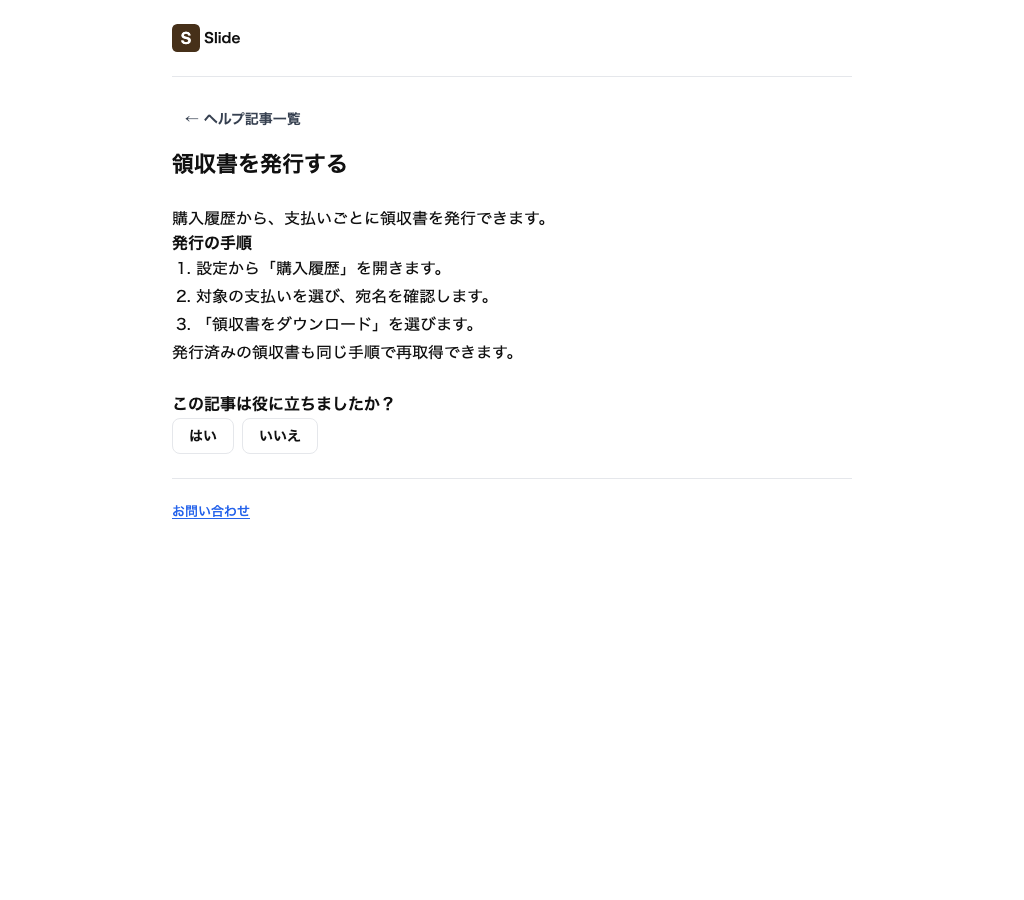 S Slide
← ヘルプ記事一覧
領収書を発行する
購入履歴から、支払いごとに領収書を発行できます。
発行の手順
1. 設定から「購入履歴」を開きます。
2. 対象の支払いを選び、宛名を確認します。
3. 「領収書をダウンロード」を選びます。
発行済みの領収書も同じ手順で再取得できます。
この記事は役に立ちましたか？
はい いいえ
お問い合わせ